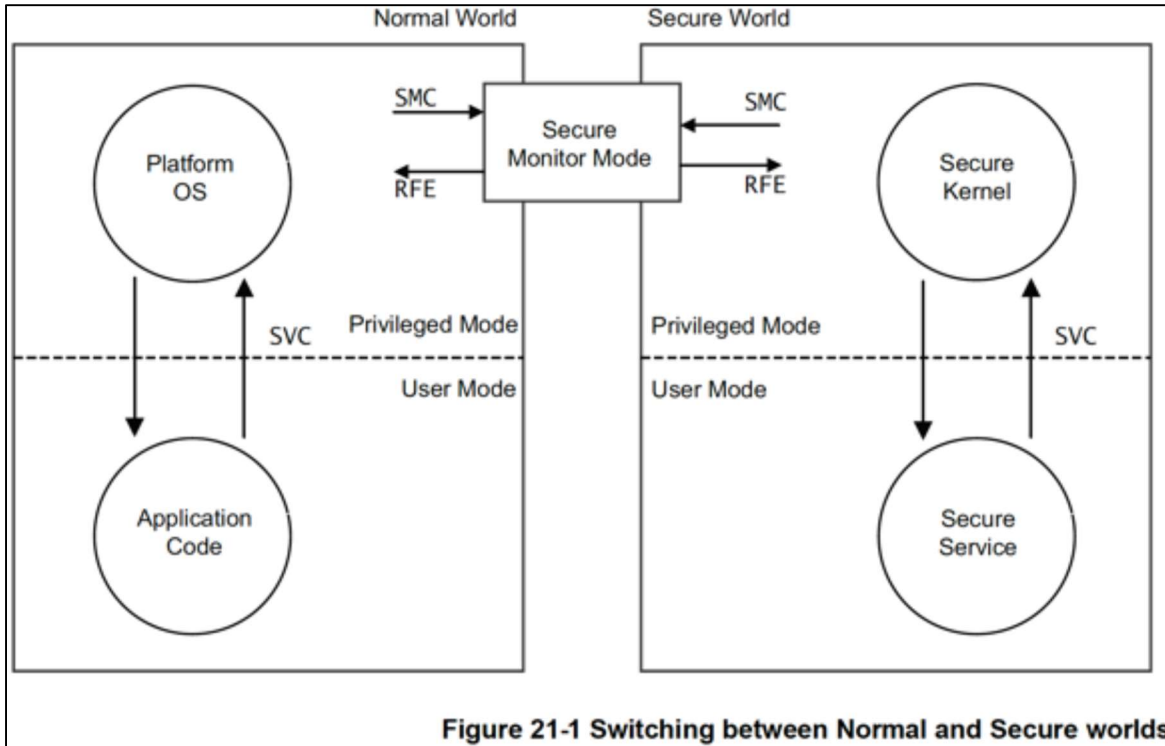 Normal World
Secure World
SMC
SMC
Secure
Monitor Mode
RFE
RFE
Platform
OS
Secure
Kernel
SVC
SVC
Privileged Mode
Privileged Mode
User Mode
User Mode
Application
Code
Secure
Service
Figure 21-1 Switching between Normal and Secure worlds